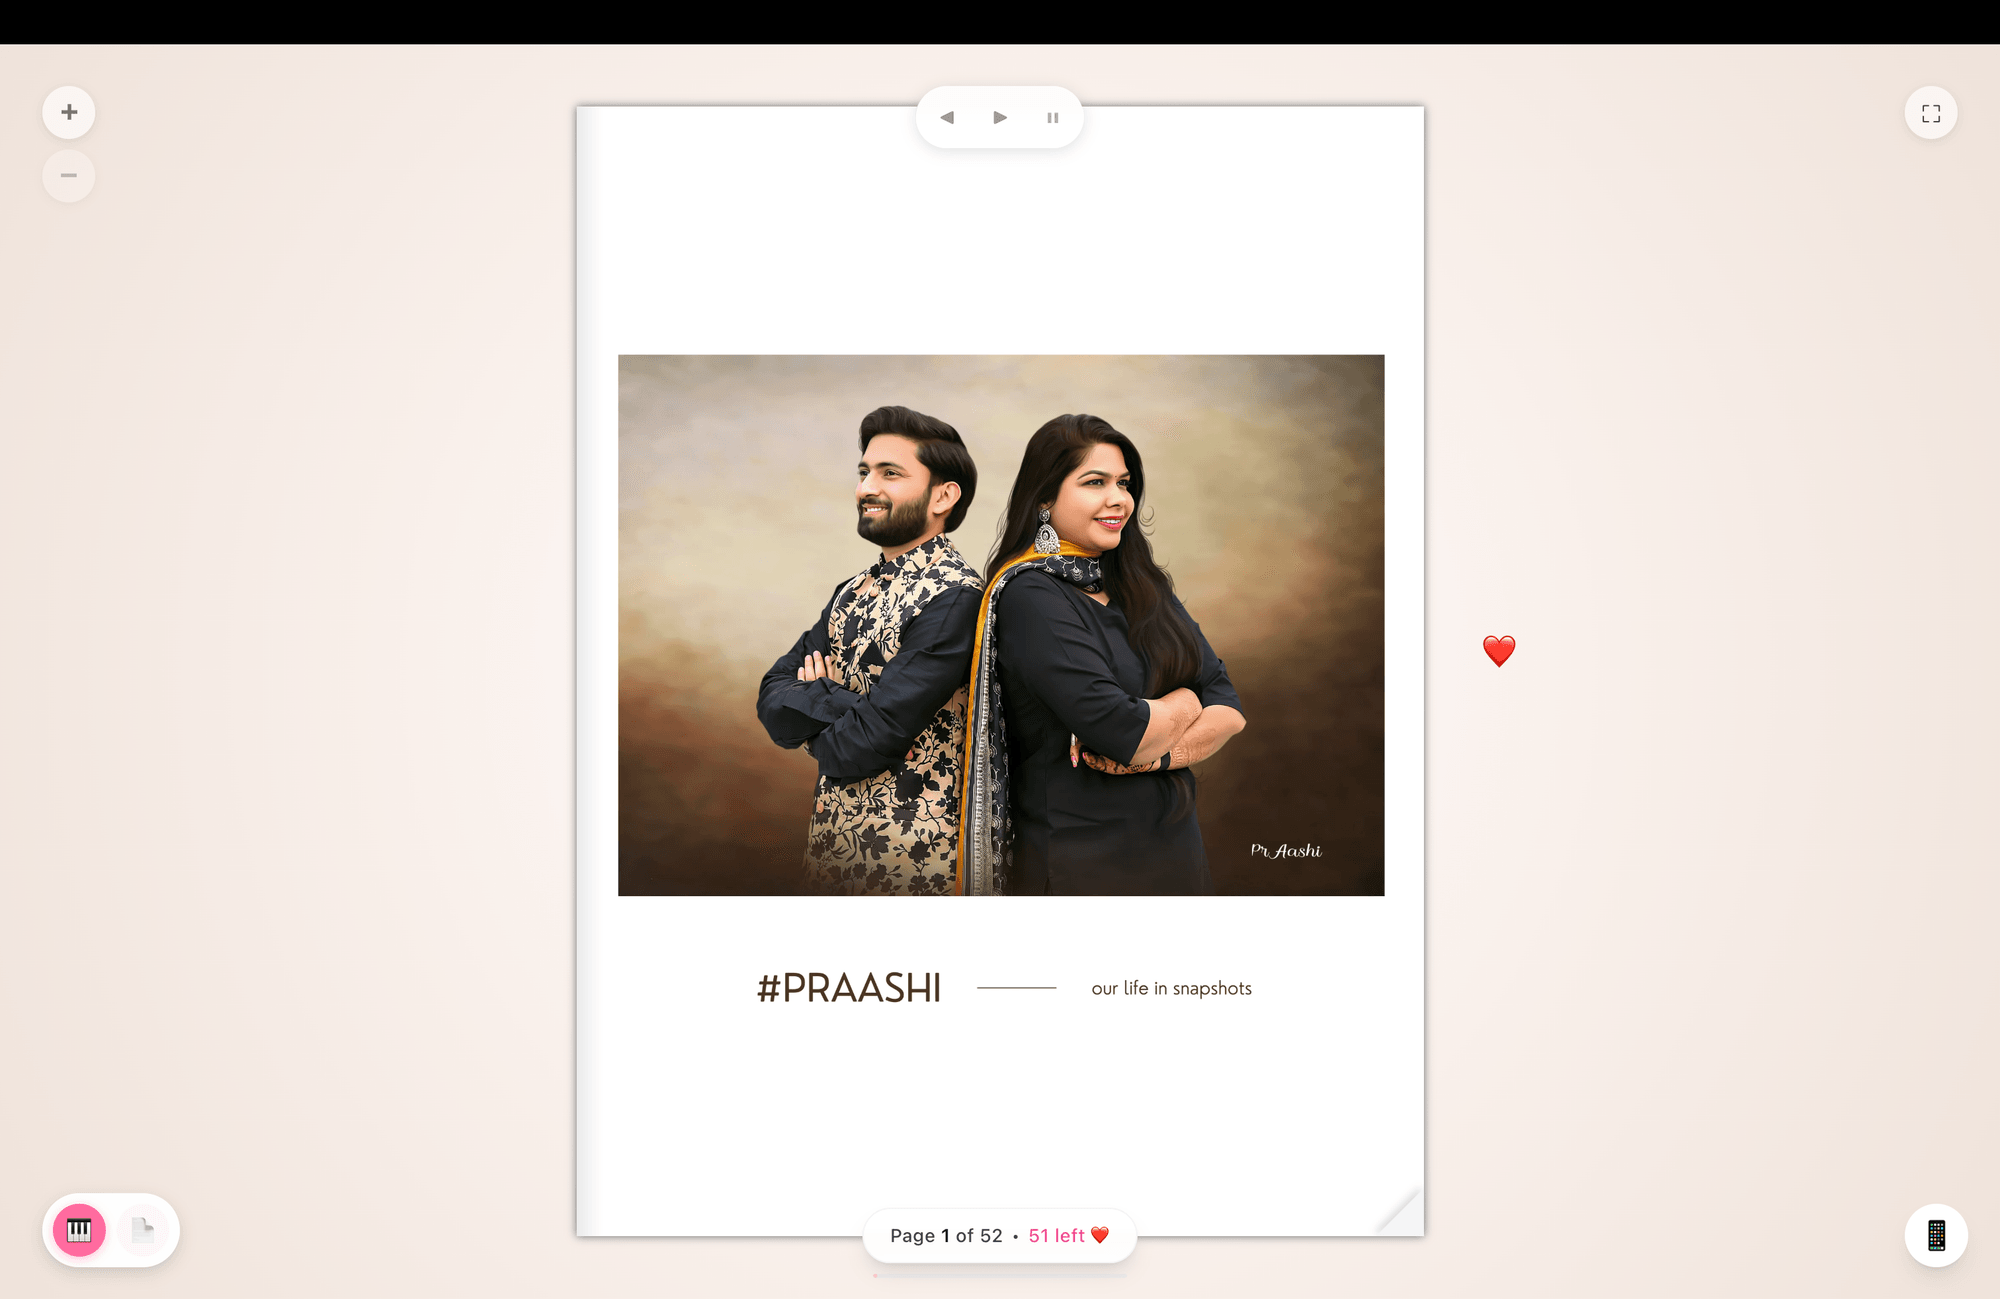 Pr Aashi
#PRAASHI our life in snapshots
Page 1 of 52 • 51 left ❤️